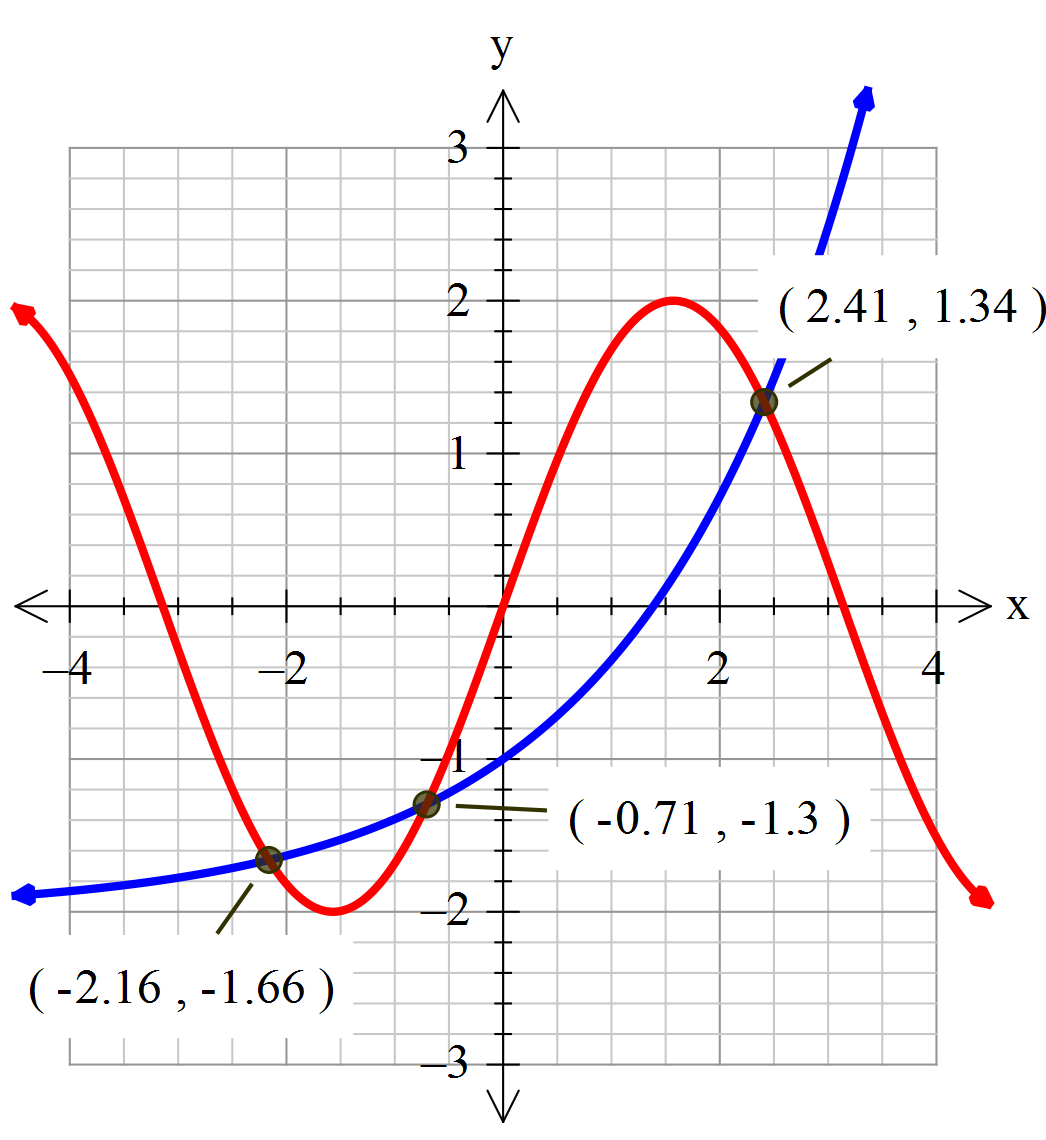 y
3
2
( 2.41 , 1.34 )
1
x
–4
–2
2
4
–1
( -0.71 , -1.3 )
–2
( -2.16 , -1.66 )
–3